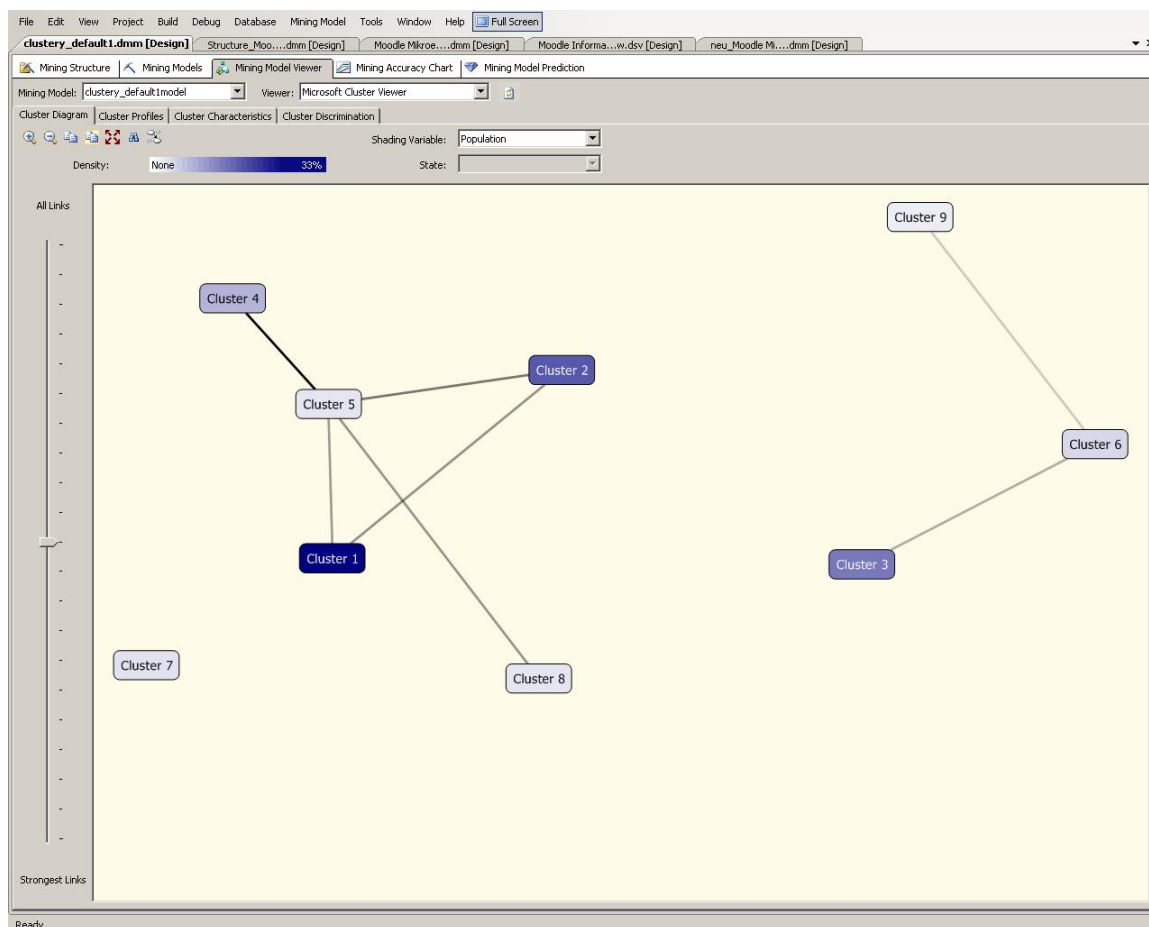 File Edit View Project Build Debug Database Mining Model Tools Window Help Full Screen
clustery_default1.dmm [Design] Structure_Moo....dmm [Design] Moodle Mikroe....dmm [Design] Moodle Informa...w.dsv [Design] neu_Moodle Mi....dmm [Design]
Mining Structure Mining Models Mining Model Viewer Mining Accuracy Chart Mining Model Prediction
Mining Model: clustery_default1model Viewer: Microsoft Cluster Viewer
Cluster Diagram Cluster Profiles Cluster Characteristics Cluster Discrimination
Shading Variable: Population
Density: None 33% State:
All Links
Cluster 9
Cluster 4
Cluster 2
Cluster 5
Cluster 6
Cluster 1
Cluster 3
Cluster 7
Cluster 8
Strongest Links
Ready